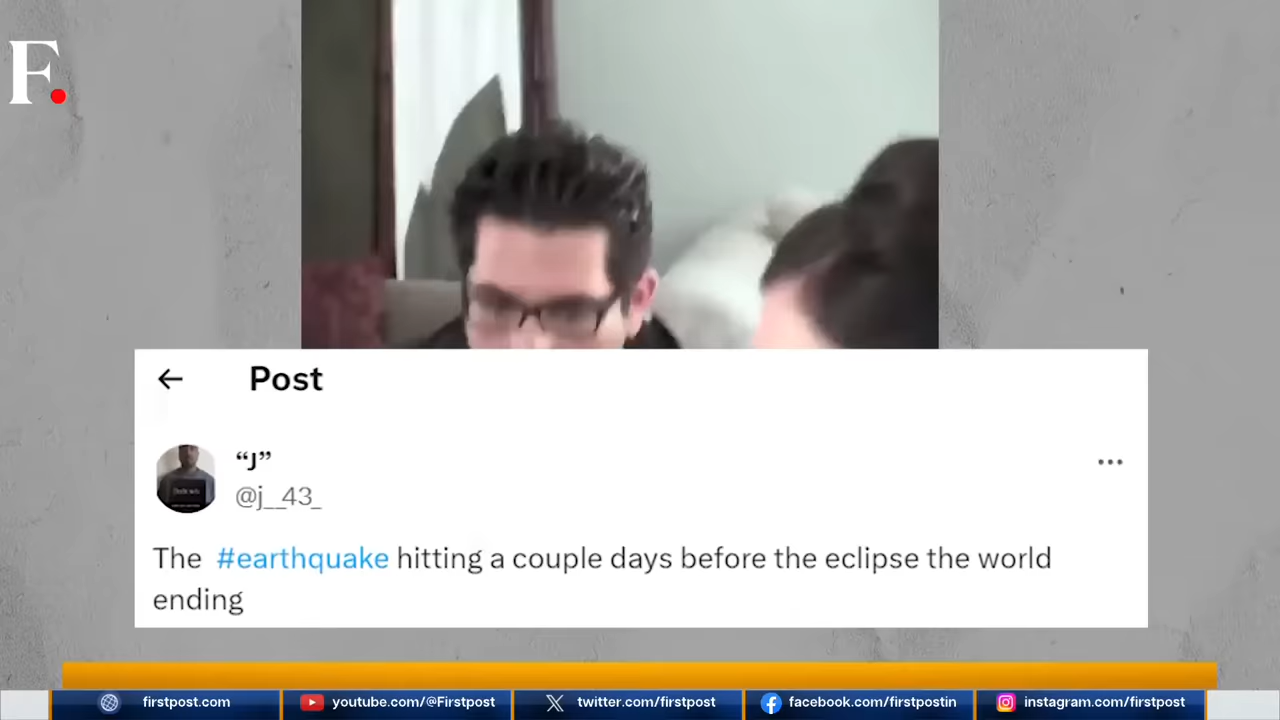 F.
Post
“J”
@j__43_
The #earthquake hitting a couple days before the eclipse the world
ending
firstpost.com
youtube.com/@Firstpost
twitter.com/firstpost
facebook.com/firstpostin
instagram.com/firstpost